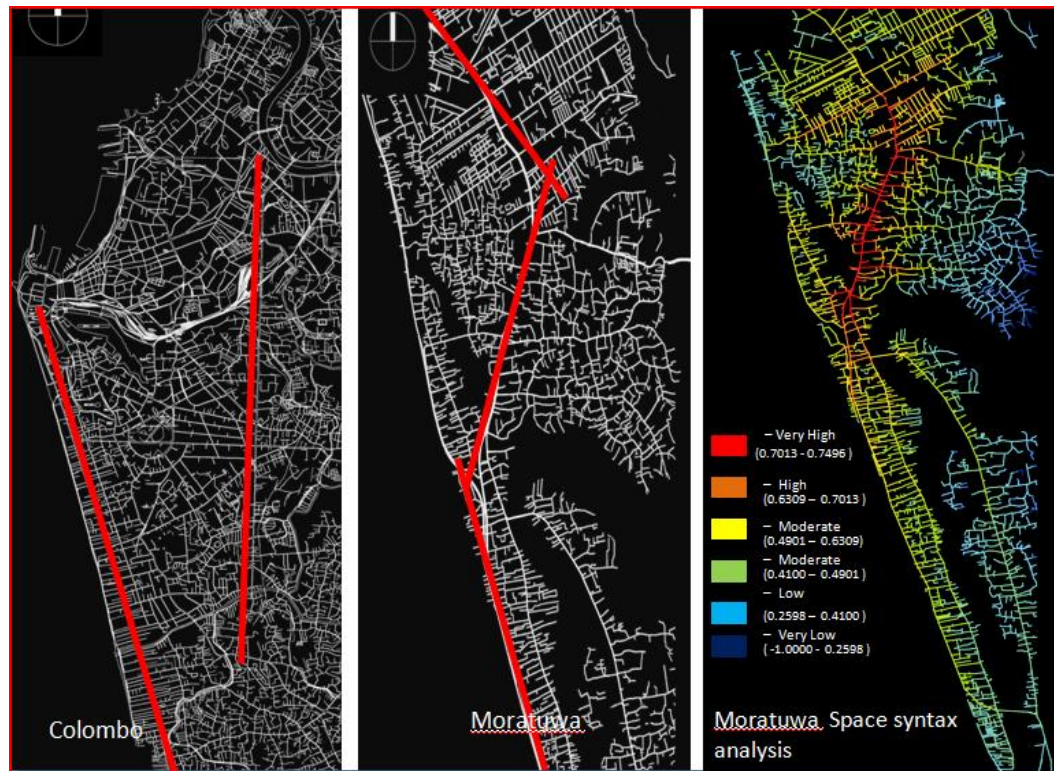 Colombo
Moratuwa
– Very High
(0.7013 - 0.7496 )
– High
(0.6309 – 0.7013 )
– Moderate
(0.4901 – 0.6309)
– Moderate
(0.4100 – 0.4901 )
– Low
(0.2598 – 0.4100 )
– Very Low
( -1.0000 - 0.2598 )
Moratuwa Space syntax
analysis